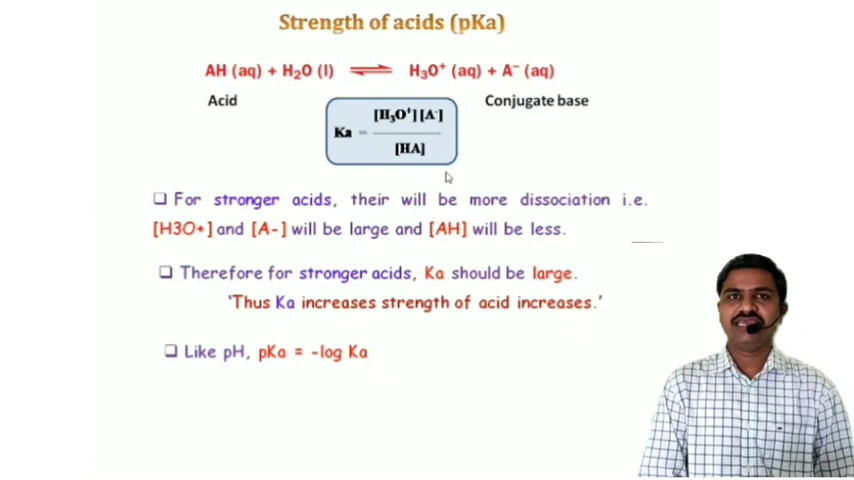 Strength of acids (pKa)
AH (aq) + H₂O (l) ⇌ H₃O⁺ (aq) + A⁻ (aq)
Acid
Conjugate base
Ka = [H₃O⁺] [A⁻]
[HA]
❑ For stronger acids, their will be more dissociation i.e.
[H3O+] and [A-] will be large and [AH] will be less.
❑ Therefore for stronger acids, Ka should be large.
‘Thus Ka increases strength of acid increases.’
❑ Like pH, pKa = -log Ka